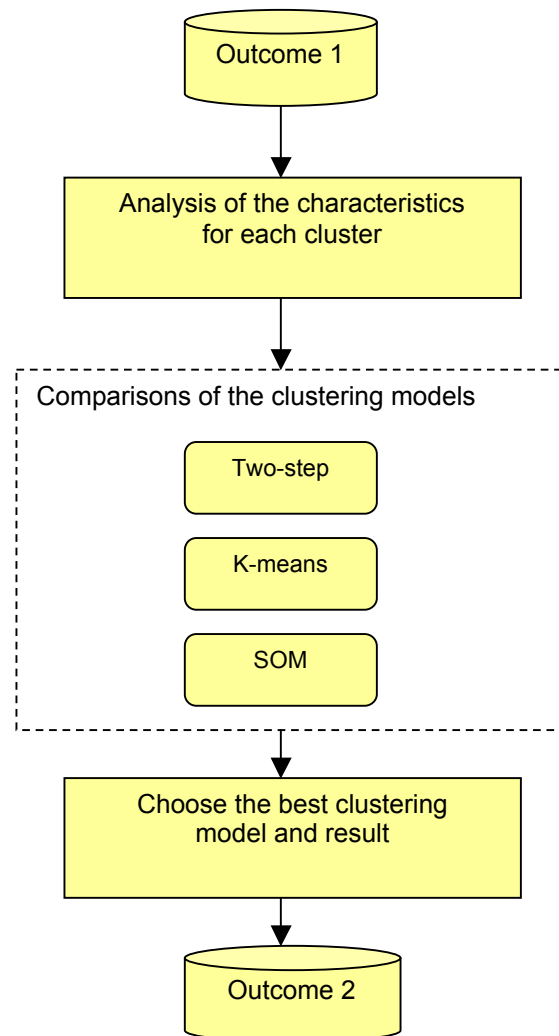 Outcome 1
Analysis of the characteristics
for each cluster
Comparisons of the clustering models
Two-step
K-means
SOM
Choose the best clustering
model and result
Outcome 2